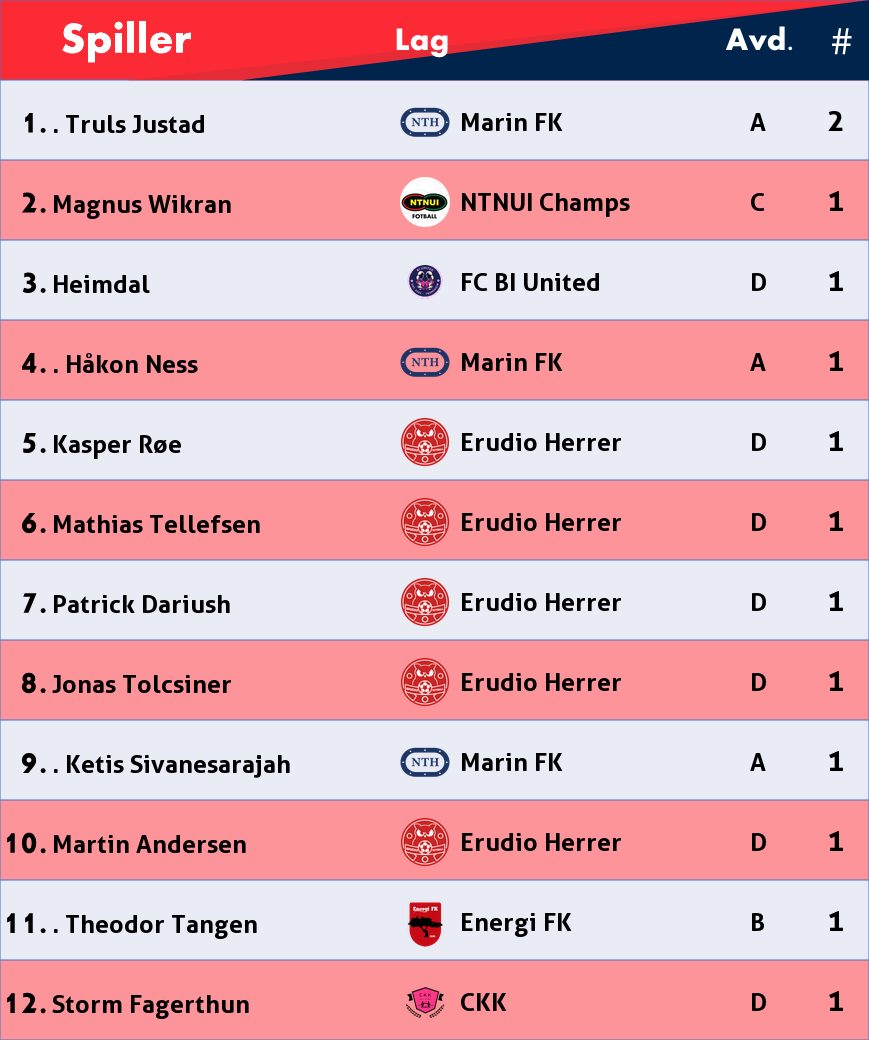 Spiller Lag Avd. #
1. . Truls Justad NTH Marin FK A 2
2. Magnus Wikran NTNUI FOTBALL NTNUI Champs C 1
3. Heimdal FC BI United D 1
4. . Håkon Ness NTH Marin FK A 1
5. Kasper Røe Erudio Herrer D 1
6. Mathias Tellefsen Erudio Herrer D 1
7. Patrick Dariush Erudio Herrer D 1
8. Jonas Tolcsiner Erudio Herrer D 1
9. . Ketis Sivanesarajah NTH Marin FK A 1
10. Martin Andersen Erudio Herrer D 1
11. . Theodor Tangen Energi FK Energi FK B 1
12. Storm Fagerthun CKK CKK D 1